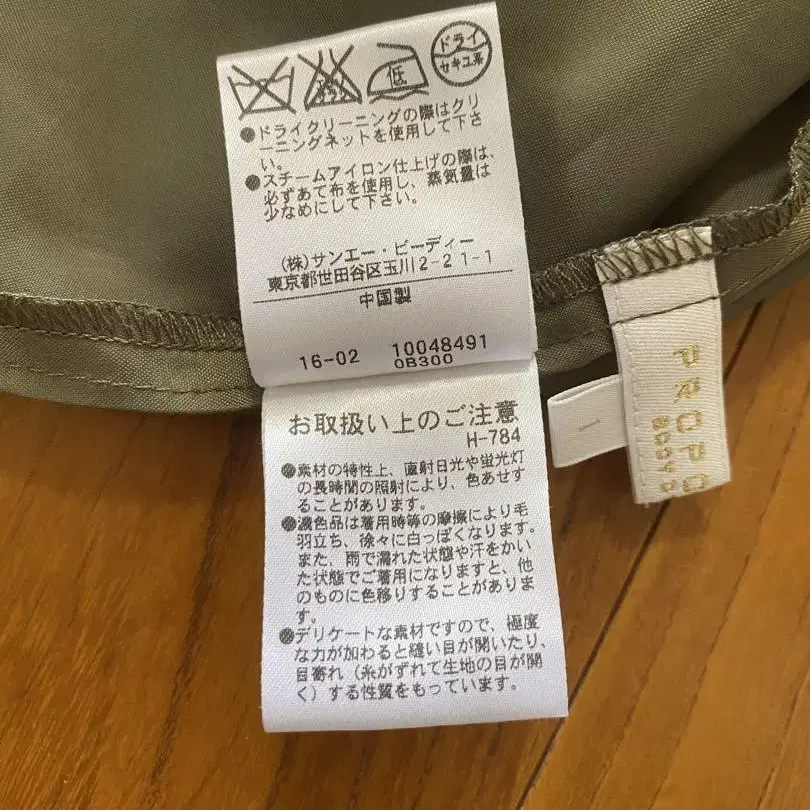 低
ドライ
セキユ系
●ドライクリーニングの際はクリ
ーニングネットを使用して下さ
い。
●スチームアイロン仕上げの際は、
必ずあて布を使用し、蒸気量は
少なめにして下さい。
(株)サンエー・ビーディー
東京都世田谷区玉川2-21-1
中国製
16-02 10048491
0B300
お取扱い上のご注意
H-784
●素材の特性上、直射日光や蛍光灯
の長時間の照射により、色あせす
ることがあります。
●濃色品は着用時等の摩擦により毛
羽立ち、徐々に白っぽくなります。
また、雨で濡れた状態や汗をかい
た状態でご着用になりますと、他
のものに色移りすることがありま
す。
●デリケートな素材ですので、極度
な力が加わると縫い目が開いたり、
目寄れ(糸がずれて生地の目が開
く)する性質をもっています。
PROPO
BODY